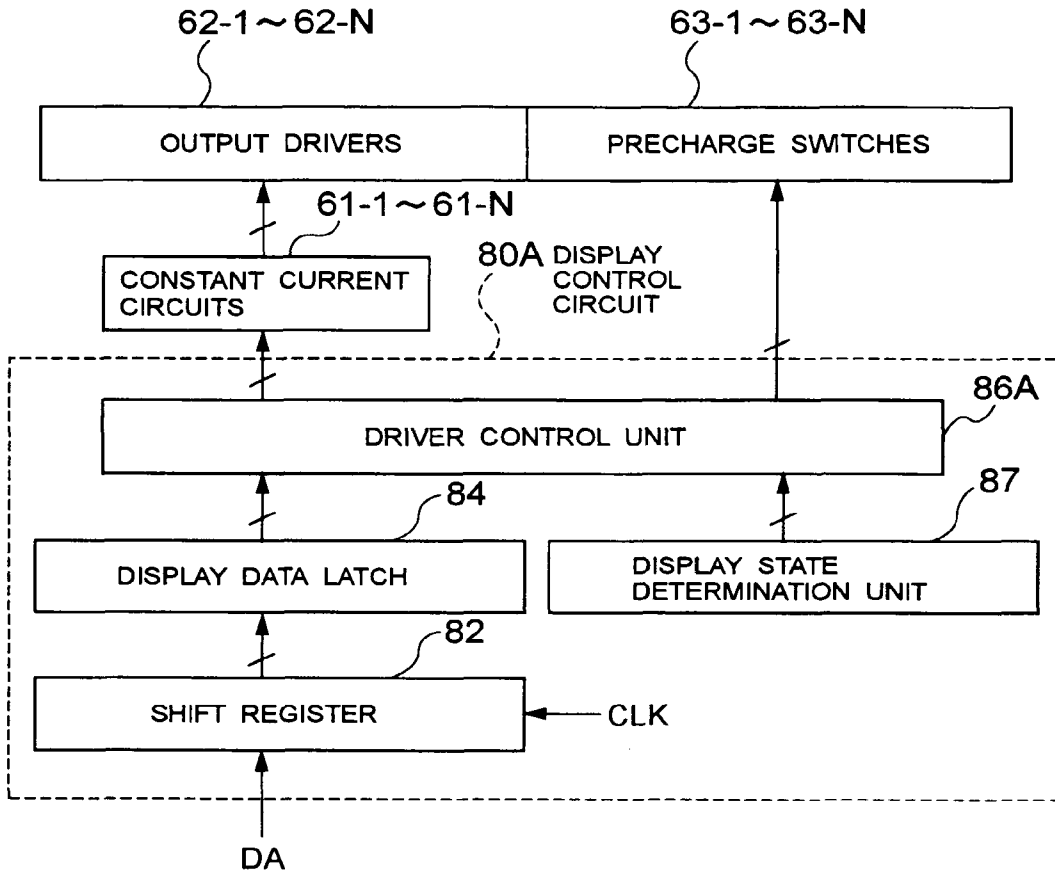 62-1～62-N
63-1～63-N
OUTPUT DRIVERS
PRECHARGE SWITCHES
61-1～61-N
CONSTANT CURRENT
CIRCUITS
80A DISPLAY
CONTROL
CIRCUIT
86A
DRIVER CONTROL UNIT
84
87
DISPLAY DATA LATCH
DISPLAY STATE
DETERMINATION UNIT
82
SHIFT REGISTER
CLK
DA